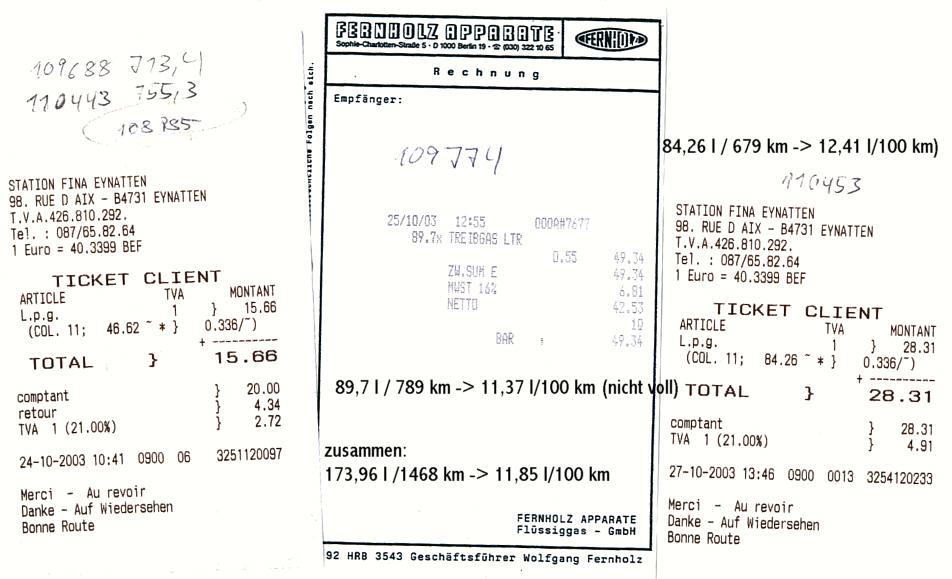 109688 713,4
110443 755,3
108 985
STATION FINA EYNATTEN
98. RUE D AIX - B4731 EYNATTEN
T.V.A.426.810.292.
Tel. : 087/65.82.64
1 Euro = 40.3399 BEF
TICKET CLIENT
ARTICLE TVA MONTANT
L.p.g. 1 } 15.66
(COL. 11; 46.62 ~ * } 0.336/~)
+ ----------
TOTAL } 15.66
comptant } 20.00
retour } 4.34
TVA 1 (21.00%) } 2.72
24-10-2003 10:41 0900 06 3251120097
Merci - Au revoir
Danke - Auf Wiedersehen
Bonne Route
FERNHOLZ APPARATE
Sophie-Charlotten-Straße 5 · D 1000 Berlin 19 · ☎ (030) 322 10 65
FERNHOLZ
Rechnung
Folgen nach sich.
Empfänger:
109774
25/10/03 12:55 000A#7677
89.7x TREIBGAS LTR
0.55 49.34
ZW.SUM E 49.34
MWST 16% 6.81
NETTO 42.53
10
BAR , 49.34
89,7 l / 789 km -> 11,37 l/100 km (nicht voll)
zusammen:
173,96 l /1468 km -> 11,85 l/100 km
FERNHOLZ APPARATE
Flüssiggas - GmbH
92 HRB 3543 Geschäftsführer Wolfgang Fernholz
84,26 l / 679 km -> 12,41 l/100 km)
110453
STATION FINA EYNATTEN
98. RUE D AIX - B4731 EYNATTEN
T.V.A.426.810.292.
Tel. : 087/65.82.64
1 Euro = 40.3399 BEF
TICKET CLIENT
ARTICLE TVA MONTANT
L.p.g. 1 } 28.31
(COL. 11; 84.26 ~ * } 0.336/~)
+ ----------
TOTAL } 28.31
comptant } 28.31
TVA 1 (21.00%) } 4.91
27-10-2003 13:46 0900 0013 3254120233
Merci - Au revoir
Danke - Auf Wiedersehen
Bonne Route